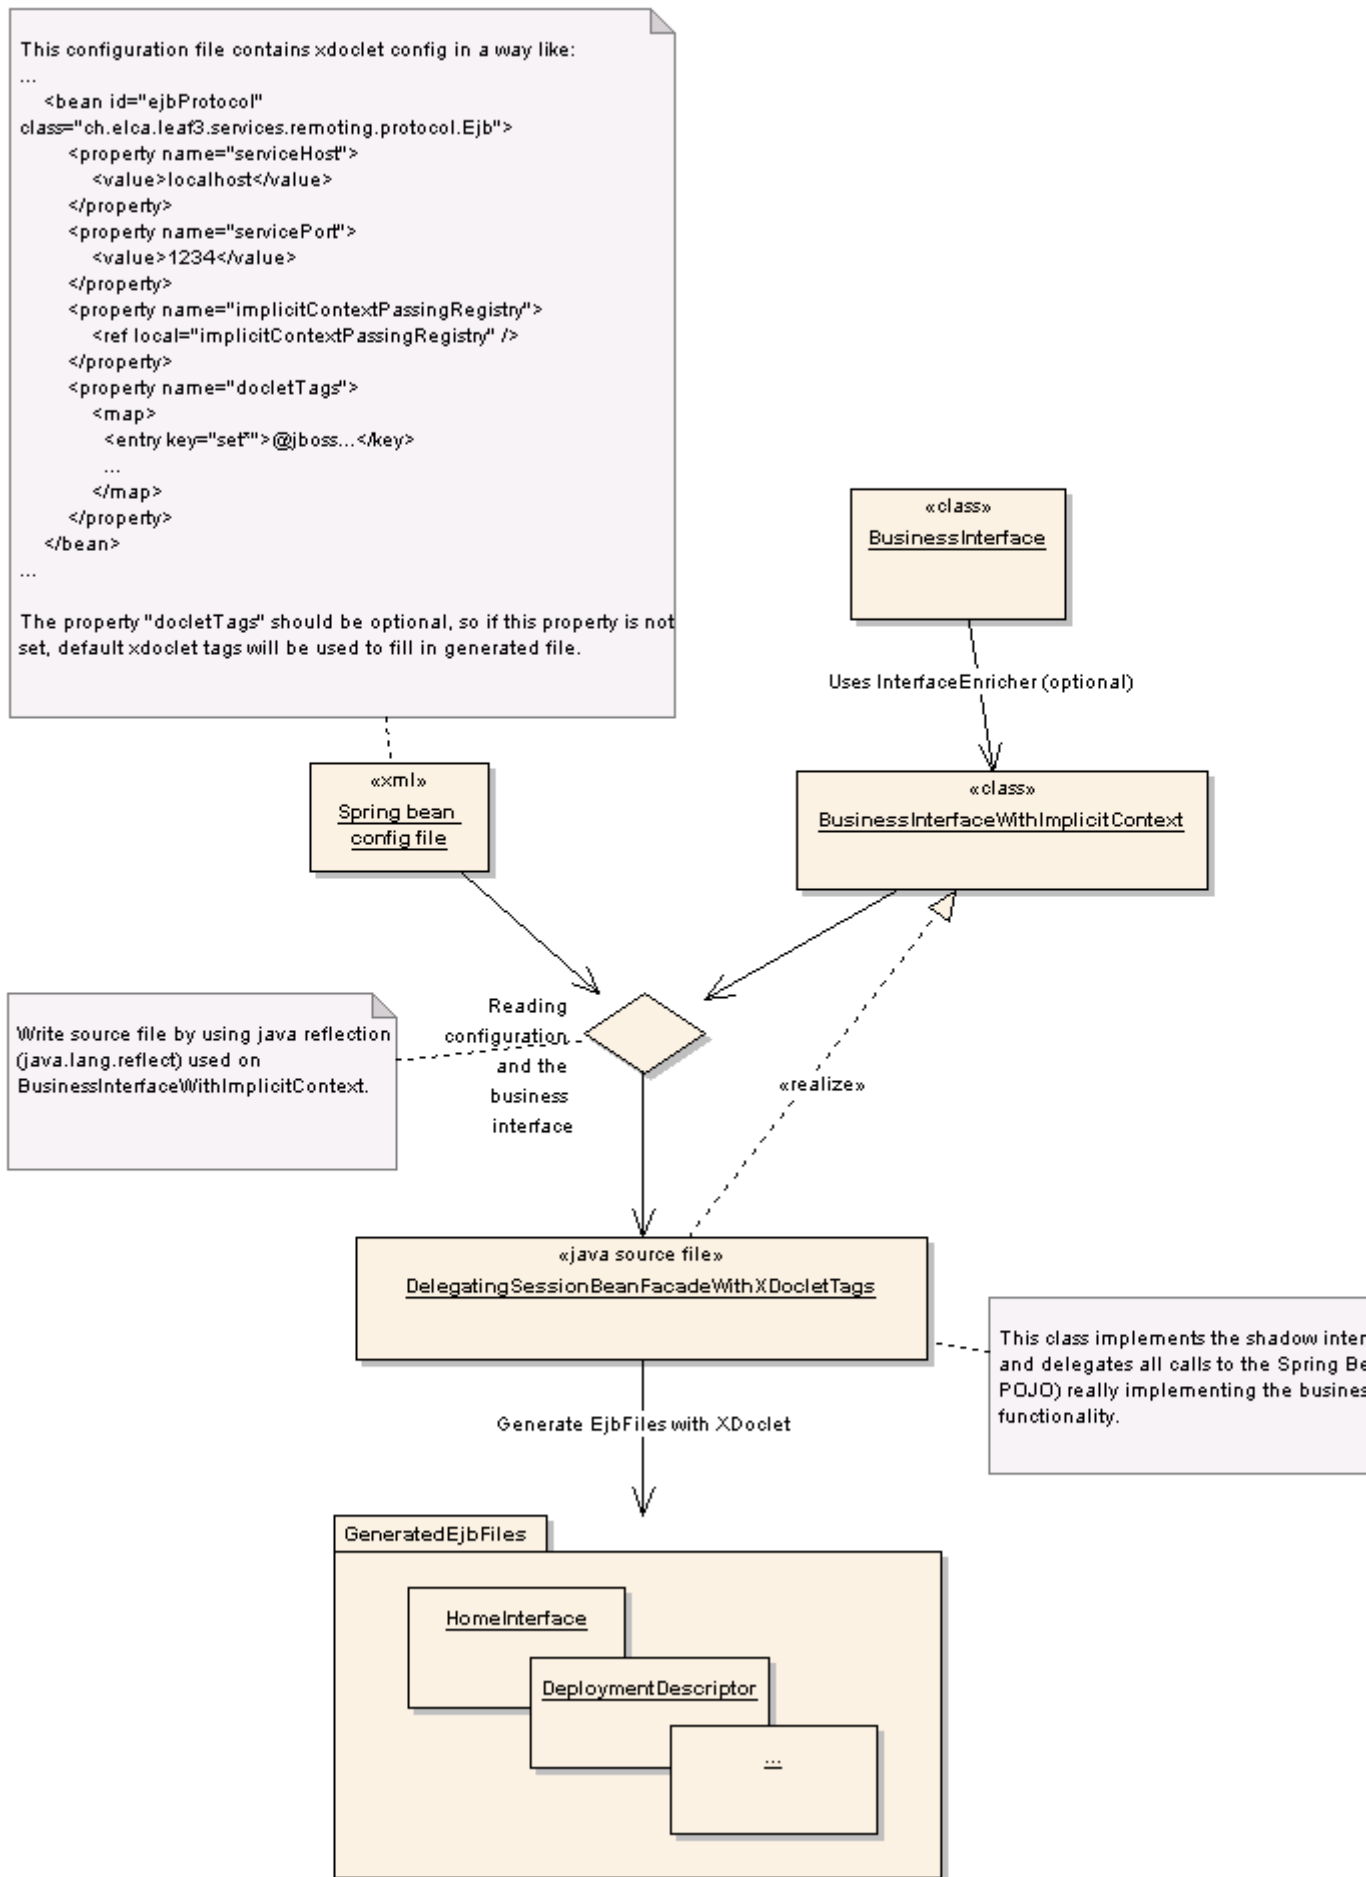 This configuration file contains xdoclet config in a way like:
...
<bean id="ejbProtocol"
class="ch.elca.leaf3.services.remoting.protocol.Ejb">
<property name="serviceHost">
<value>localhost</value>
</property>
<property name="servicePort">
<value>1234</value>
</property>
<property name="implicitContextPassingRegistry">
<ref local="implicitContextPassingRegistry" />
</property>
<property name="docletTags">
<map>
<entry key="set*">@jboss...</key>
...
</map>
</property>
</bean>
...
The property "docletTags" should be optional, so if this property is not
set, default xdoclet tags will be used to fill in generated file.
«class»
BusinessInterface
Uses InterfaceEnricher (optional)
«xml»
Spring bean
config file
«class»
BusinessInterfaceWithImplicitContext
Write source file by using java reflection
(java.lang.reflect) used on
BusinessInterfaceWithImplicitContext.
Reading
configuration
and the
business
interface
«realize»
«java source file»
DelegatingSessionBeanFacadeWithXDocletTags
This class implements the shadow
and delegates all calls to the Spring
POJO) really implementing the
functionality.
Generate EjbFiles with XDoclet
GeneratedEjbFiles
HomeInterface
DeploymentDescriptor
...